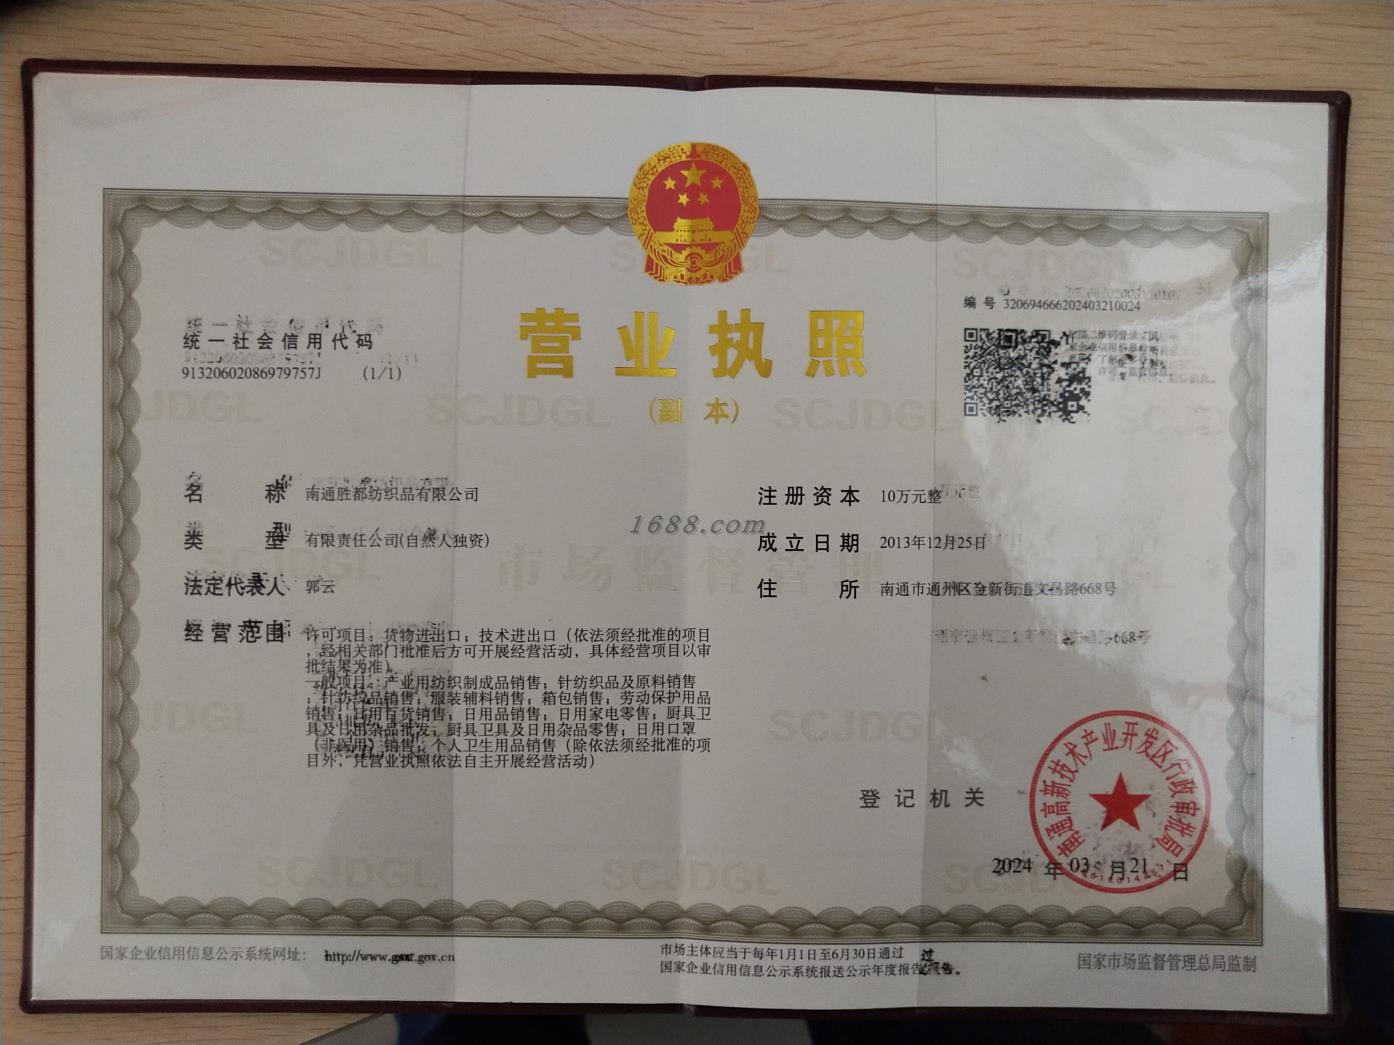 编 号 320694666202403210024
统一社会信用代码
91320602086979757J （1/1）
营业执照
（副 本）
1688.com
名 称 南通胜都纺织品有限公司
类 型 有限责任公司(自然人独资)
法定代表人 郭云
经营范围 许可项目：货物进出口；技术进出口（依法须经批准的项目
，经相关部门批准后方可开展经营活动，具体经营项目以审
批结果为准）
一般项目：产业用纺织制成品销售；针纺织品及原料销售
；针纺织品销售；服装辅料销售；箱包销售；劳动保护用品
销售；日用百货销售；日用品销售；日用家电零售；厨具卫
具及日用杂品批发；厨具卫具及日用杂品零售；日用口罩
（非医用）销售；个人卫生用品销售（除依法须经批准的项
目外，凭营业执照依法自主开展经营活动）
注册资本 10万元整
成立日期 2013年12月25日
住 所 南通市通州区金新街道文昌路668号
市场监督管理
SCJDGL
登记机关
南通高新技术产业开发区行政审批局
2024 年 03 月 21 日
国家企业信用信息公示系统网址： http://www.gsxt.gov.cn
市场主体应当于每年1月1日至6月30日通过
国家企业信用信息公示系统报送公示年度报告
国家市场监督管理总局监制